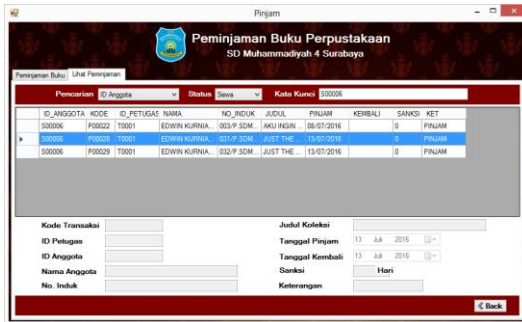 Pinjam
Peminjaman Buku Perpustakaan
SD Muhammadiyah 4 Surabaya
Peminjaman Buku Lihat Peminjaman
Pencarian ID Anggota Status Sewa Kata Kunci S00006
ID_ANGGOTA KODE ID_PETUGAS NAMA NO_INDUK JUDUL PINJAM KEMBALI SANKSI KET
S00006 P00022 T0001 EDWIN KURNIA... 003/P.SDM... AKU INGIN ... 08/07/2016 0 PINJAM
S00006 P00028 T0001 EDWIN KURNIA... 031/P.SDM... JUST THE ... 13/07/2016 0 PINJAM
S00006 P00029 T0001 EDWIN KURNIA... 032/P.SDM... JUST THE ... 13/07/2016 0 PINJAM
Kode Transaksi Judul Koleksi
ID Petugas Tanggal Pinjam 13 Juli 2016
ID Anggota Tanggal Kembali 13 Juli 2016
Nama Anggota Sanksi Hari
No. Induk Keterangan
Back